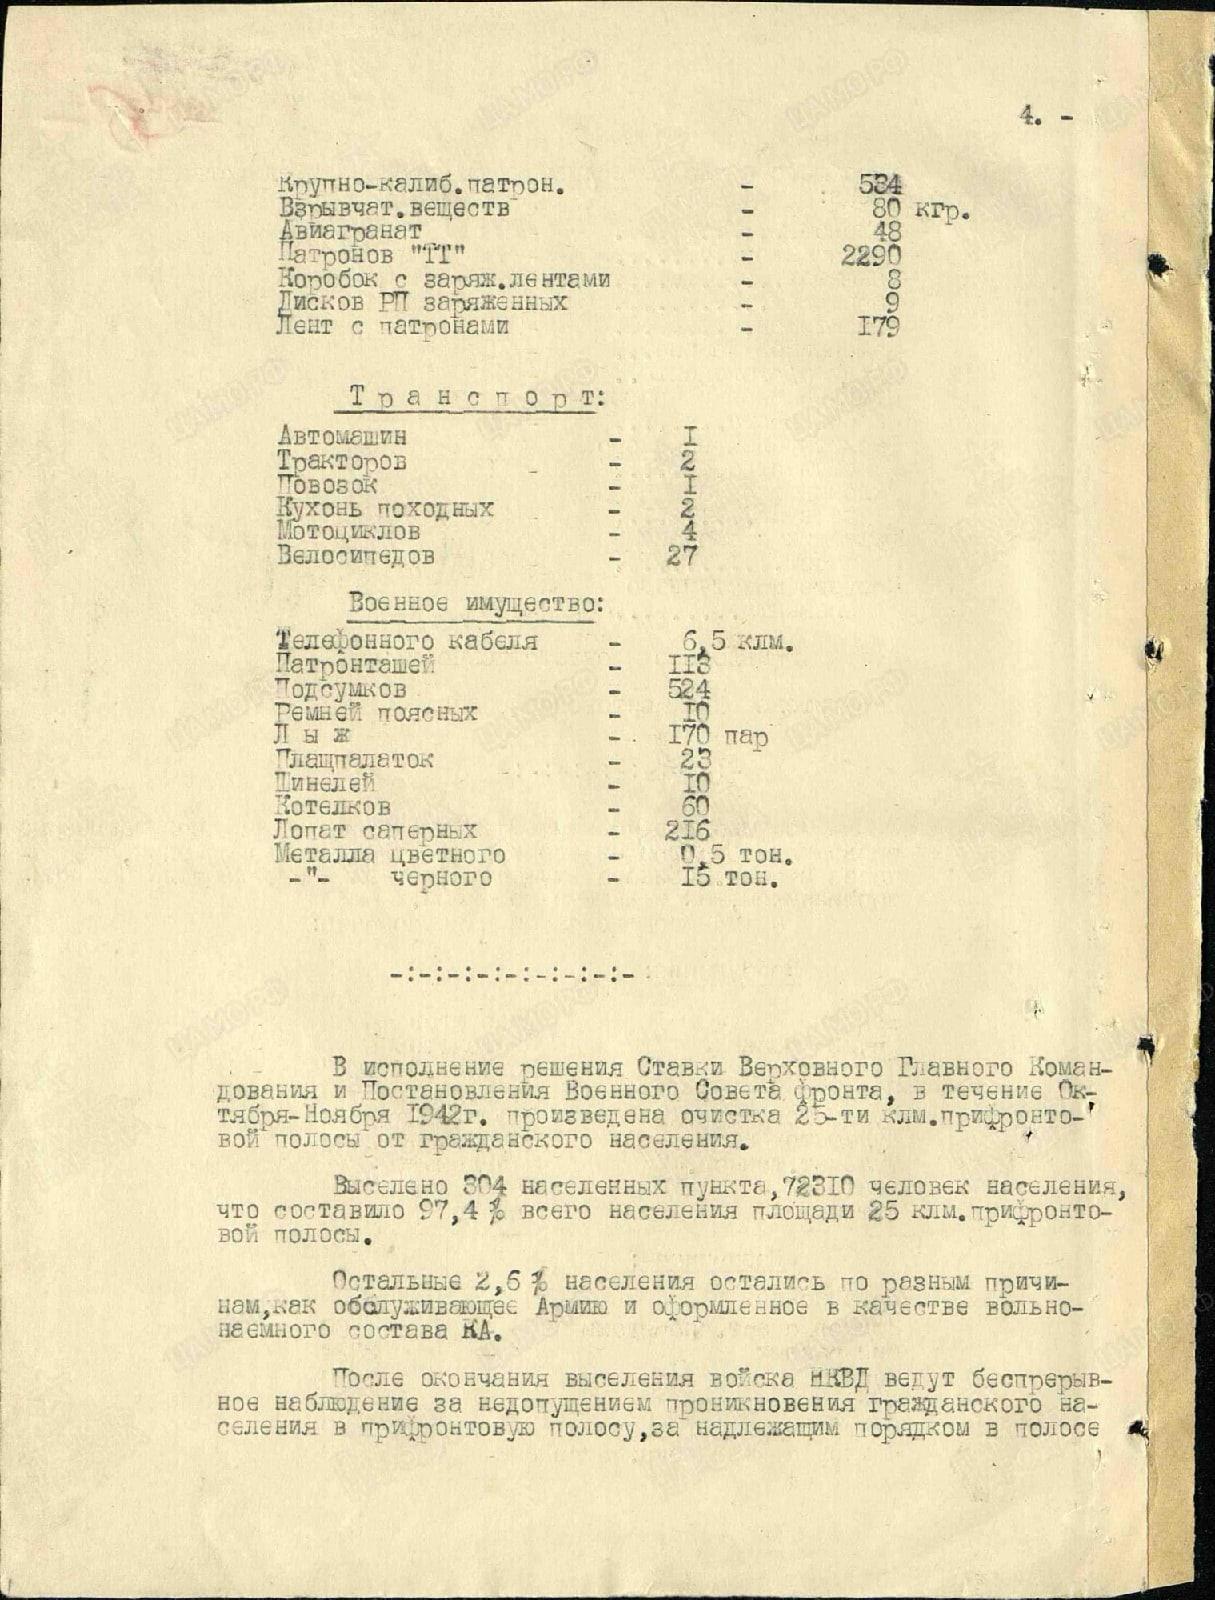 4. -
Крупно-калиб.патрон. - 534
Взрывчат.веществ - 80 кгр.
Авиагранат - 48
Патронов "ТТ" - 2290
Коробок с заряж.лентами - 8
Дисков РП заряженных - 9
Лент с патронами - I79
Т р а н с п о р т:
Автомашин - I
Тракторов - 2
Повозок - I
Кухонь походных - 2
Мотоциклов - 4
Велосипедов - 27
Военное имущество:
Телефонного кабеля - 6,5 клм.
Патронташей - II3
Подсумков - 524
Ремней поясных - I0
Л ы ж - I70 пар
Плащпалаток - 23
Шинелей - I0
Котелков - 60
Лопат саперных - 2I6
Металла цветного - 0,5 тон.
-"- черного - I5 тон.
-:-:-:-:-:-:-:-:-
В исполнение решения Ставки Верховного Главного Коман-
дования и Постановления Военного Совета фронта, в течение Ок-
тября-Ноября I942г. произведена очистка 25-ти клм.прифронто-
вой полосы от гражданского населения.
Выселено 304 населенных пункта,723I0 человек населения,
что составило 97,4 % всего населения площади 25 клм.прифронто-
вой полосы.
Остальные 2,6 % населения остались по разным причи-
нам,как обслуживающее Армию и оформленное в качестве вольно-
наемного состава КА.
После окончания выселения войска НКВД ведут беспрерыв-
ное наблюдение за недопущением проникновения гражданского на-
селения в прифронтовую полосу,за надлежащим порядком в полосе
ЦАМО.РФ